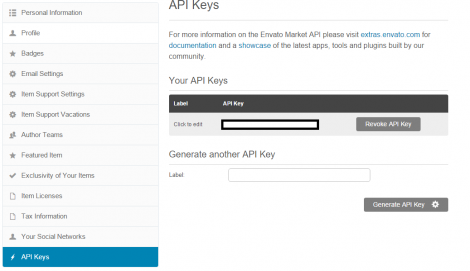 Personal Information
Profile
Badges
Email Settings
Item Support Settings
Item Support Vacations
Author Teams
Featured Item
Exclusivity of Your Items
Item Licenses
Tax Information
Your Social Networks
API Keys
API Keys
For more information on the Envato Market API please visit extras.envato.com for
documentation and a showcase of the latest apps, tools and plugins built by our
community.
Your API Keys
Label API Key
Click to edit Revoke API Key
Generate another API Key
Label
Generate API Key